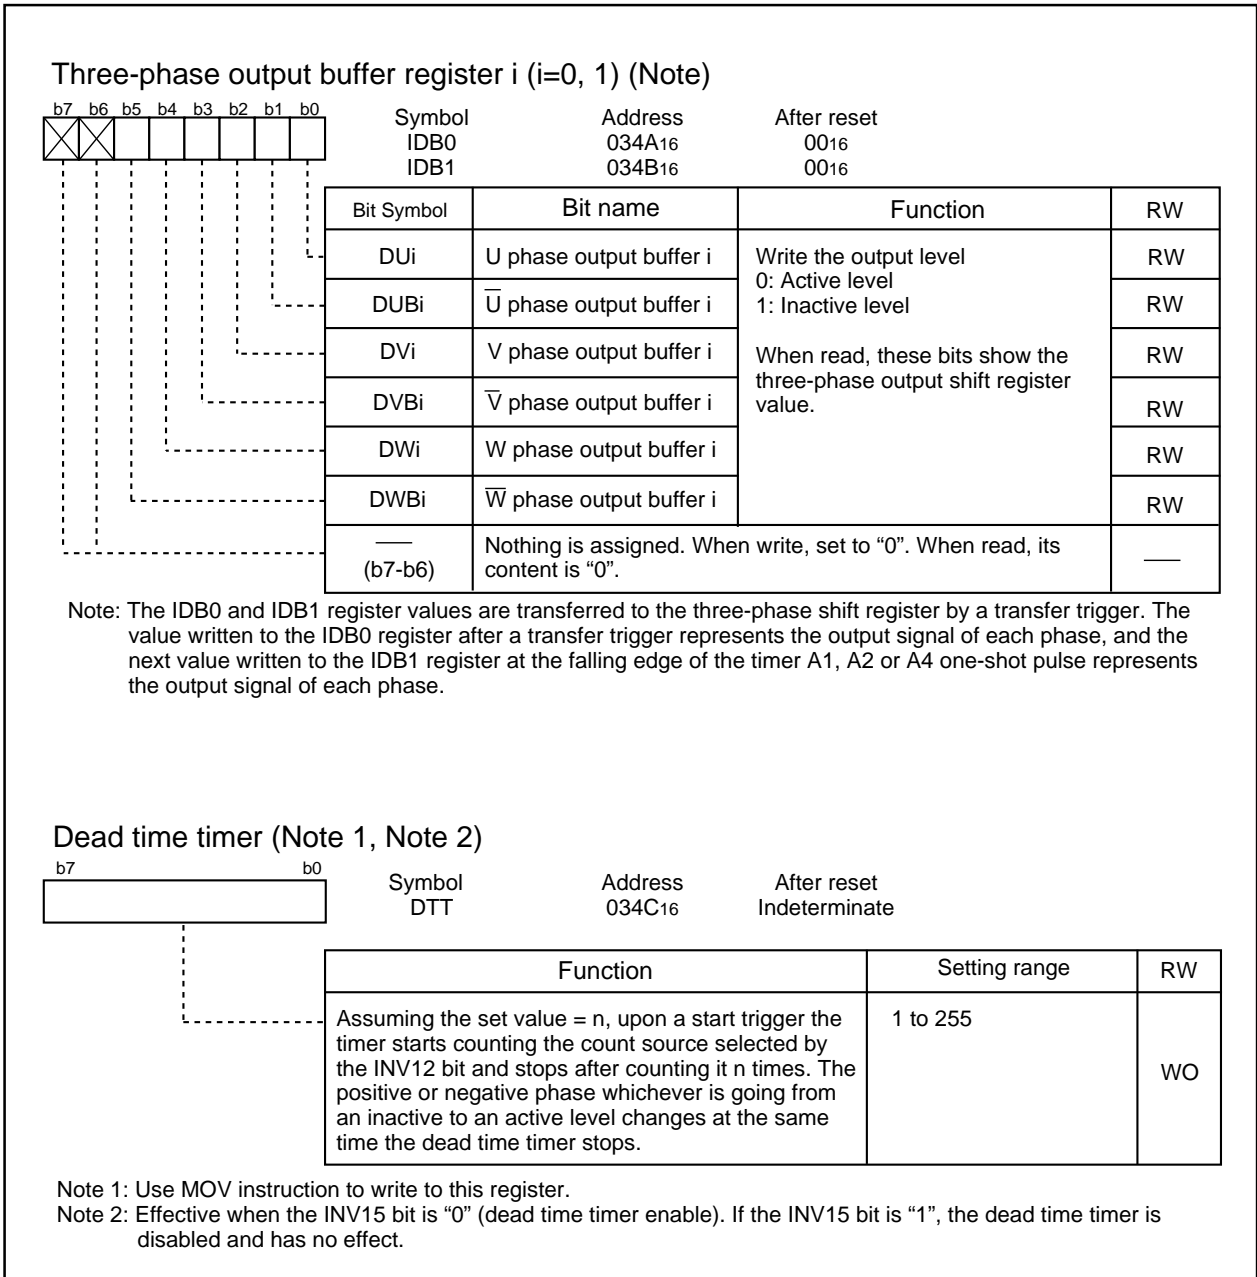 Three-phase output buffer register i (i=0, 1) (Note)
b7 b6 b5 b4 b3 b2 b1 b0
Symbol Address After reset
IDB0 034A16 0016
IDB1 034B16 0016
Bit Symbol Bit name Function RW
DUi U phase output buffer i Write the output level RW
0: Active level
DUBi U̅ phase output buffer i 1: Inactive level RW
DVi V phase output buffer i When read, these bits show the RW
three-phase output shift register
DVBi V̅ phase output buffer i value. RW
DWi W phase output buffer i RW
DWBi W̅ phase output buffer i RW
— Nothing is assigned. When write, set to “0”. When read, its —
(b7-b6) content is “0”.
Note: The IDB0 and IDB1 register values are transferred to the three-phase shift register by a transfer trigger. The
value written to the IDB0 register after a transfer trigger represents the output signal of each phase, and the
next value written to the IDB1 register at the falling edge of the timer A1, A2 or A4 one-shot pulse represents
the output signal of each phase.
Dead time timer (Note 1, Note 2)
b7 b0
Symbol Address After reset
DTT 034C16 Indeterminate
Function Setting range RW
Assuming the set value = n, upon a start trigger the 1 to 255
timer starts counting the count source selected by
the INV12 bit and stops after counting it n times. The WO
positive or negative phase whichever is going from
an inactive to an active level changes at the same
time the dead time timer stops.
Note 1: Use MOV instruction to write to this register.
Note 2: Effective when the INV15 bit is “0” (dead time timer enable). If the INV15 bit is “1”, the dead time timer is
disabled and has no effect.